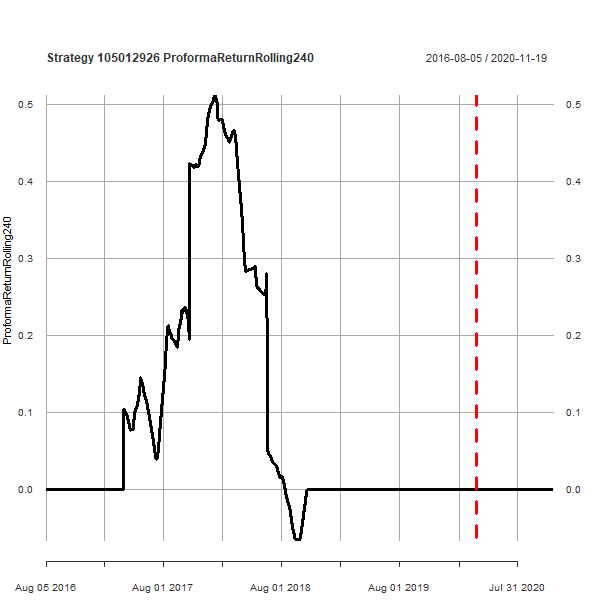 Strategy 105012926 ProformaReturnRolling240
2016-08-05 / 2020-11-19
ProformaReturnRolling240
0.5
0.4
0.3
0.2
0.1
0.0
0.5
0.4
0.3
0.2
0.1
0.0
Aug 05 2016
Aug 01 2017
Aug 01 2018
Aug 01 2019
Jul 31 2020